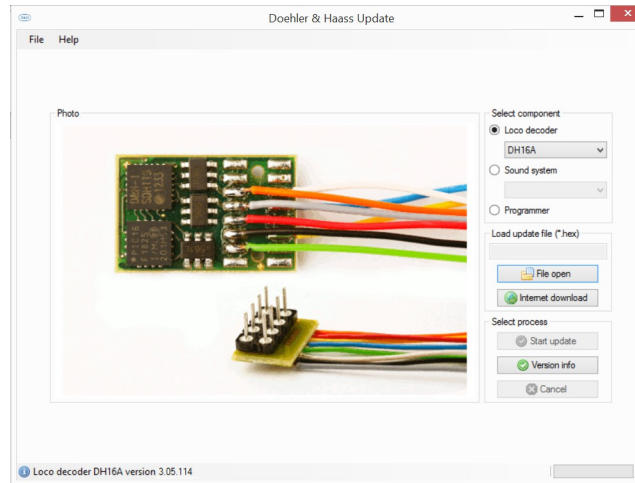 Doehler & Haass Update
File Help
Photo
Select component
Loco decoder
DH16A
Sound system
Programmer
Load update file (*.hex)
File open
Internet download
Select process
Start update
Version info
Cancel
Loco decoder DH16A version 3.05.114